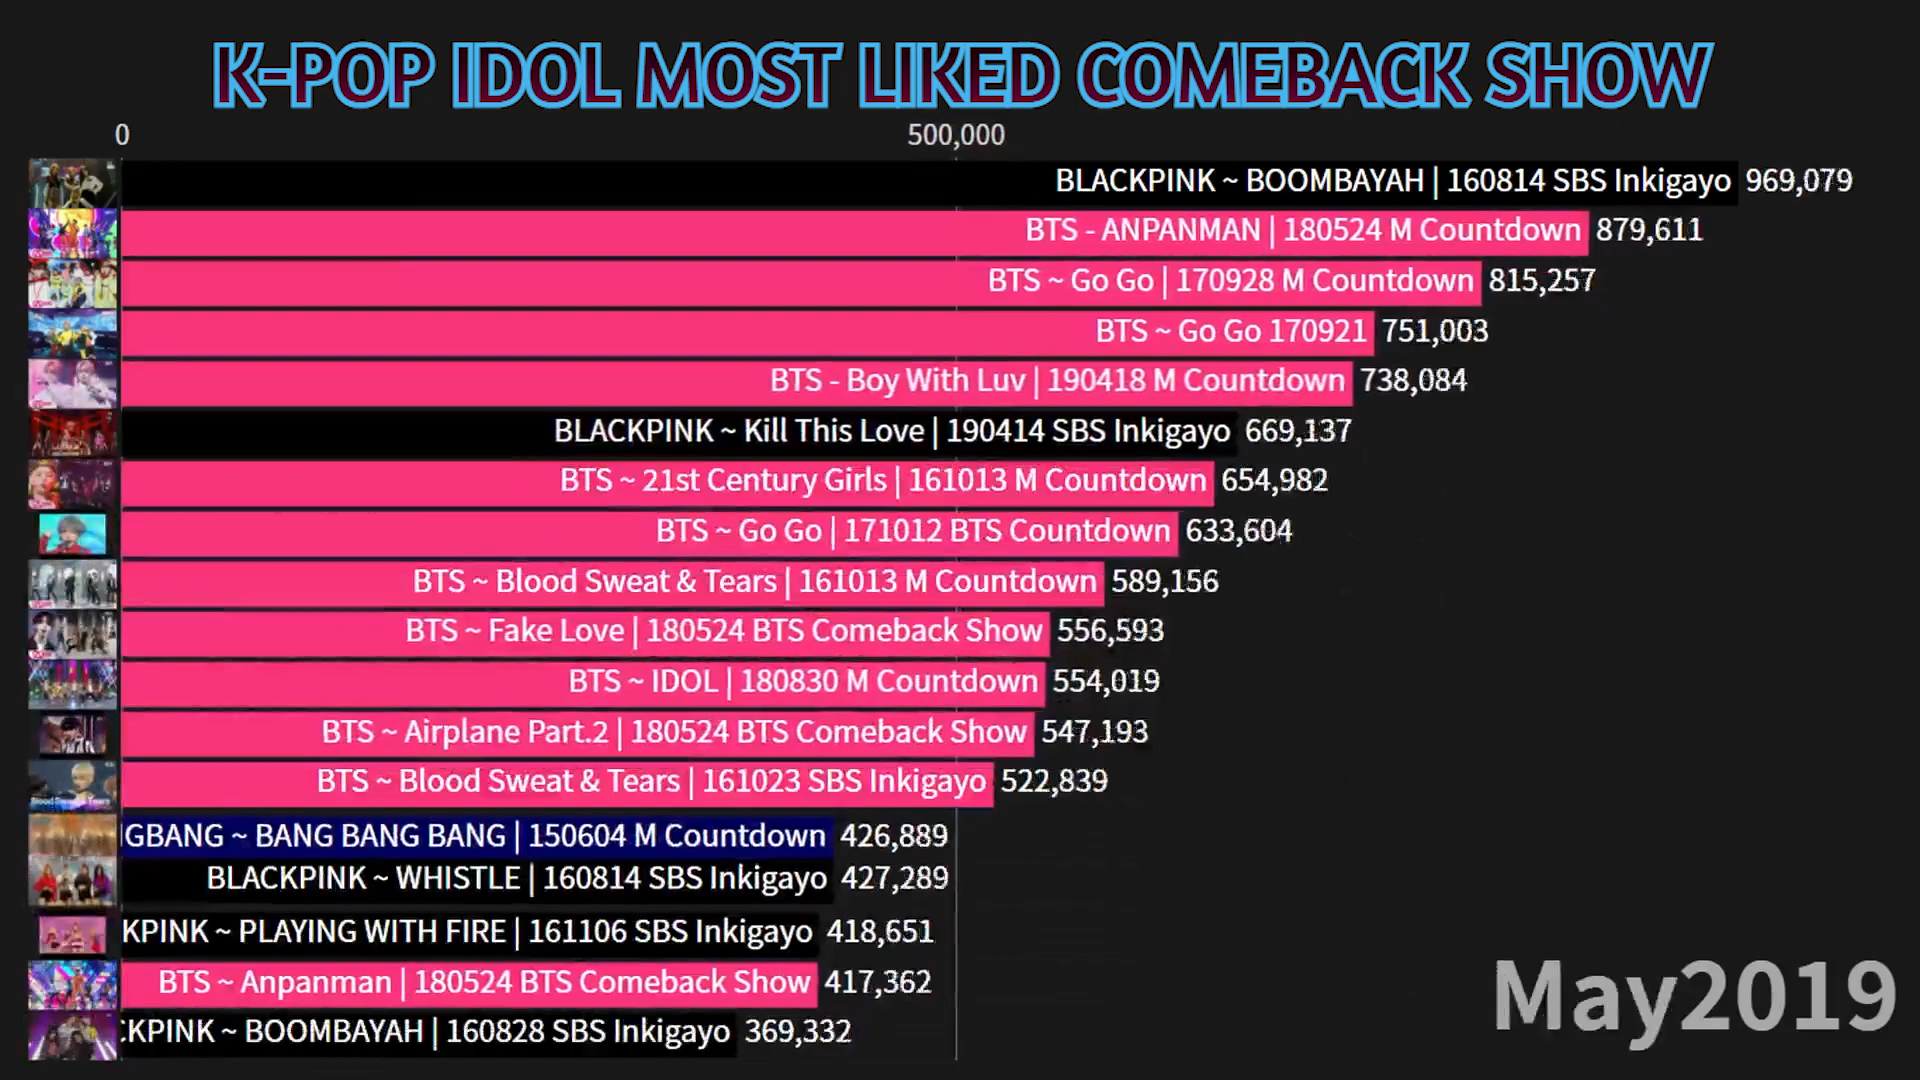 K-POP IDOL MOST LIKED COMEBACK SHOW
0 500,000
BLACKPINK ~ BOOMBAYAH | 160814 SBS Inkigayo 969,079
BTS - ANPANMAN | 180524 M Countdown 879,611
BTS ~ Go Go | 170928 M Countdown 815,257
BTS ~ Go Go 170921 751,003
BTS - Boy With Luv | 190418 M Countdown 738,084
BLACKPINK ~ Kill This Love | 190414 SBS Inkigayo 669,137
BTS ~ 21st Century Girls | 161013 M Countdown 654,982
BTS ~ Go Go | 171012 BTS Countdown 633,604
BTS ~ Blood Sweat & Tears | 161013 M Countdown 589,156
BTS ~ Fake Love | 180524 BTS Comeback Show 556,593
BTS ~ IDOL | 180830 M Countdown 554,019
BTS ~ Airplane Part.2 | 180524 BTS Comeback Show 547,193
BTS ~ Blood Sweat & Tears | 161023 SBS Inkigayo 522,839
IGBANG ~ BANG BANG BANG | 150604 M Countdown 426,889
BLACKPINK ~ WHISTLE | 160814 SBS Inkigayo 427,289
KPINK ~ PLAYING WITH FIRE | 161106 SBS Inkigayo 418,651
BTS ~ Anpanman | 180524 BTS Comeback Show 417,362
CKPINK ~ BOOMBAYAH | 160828 SBS Inkigayo 369,332
May2019